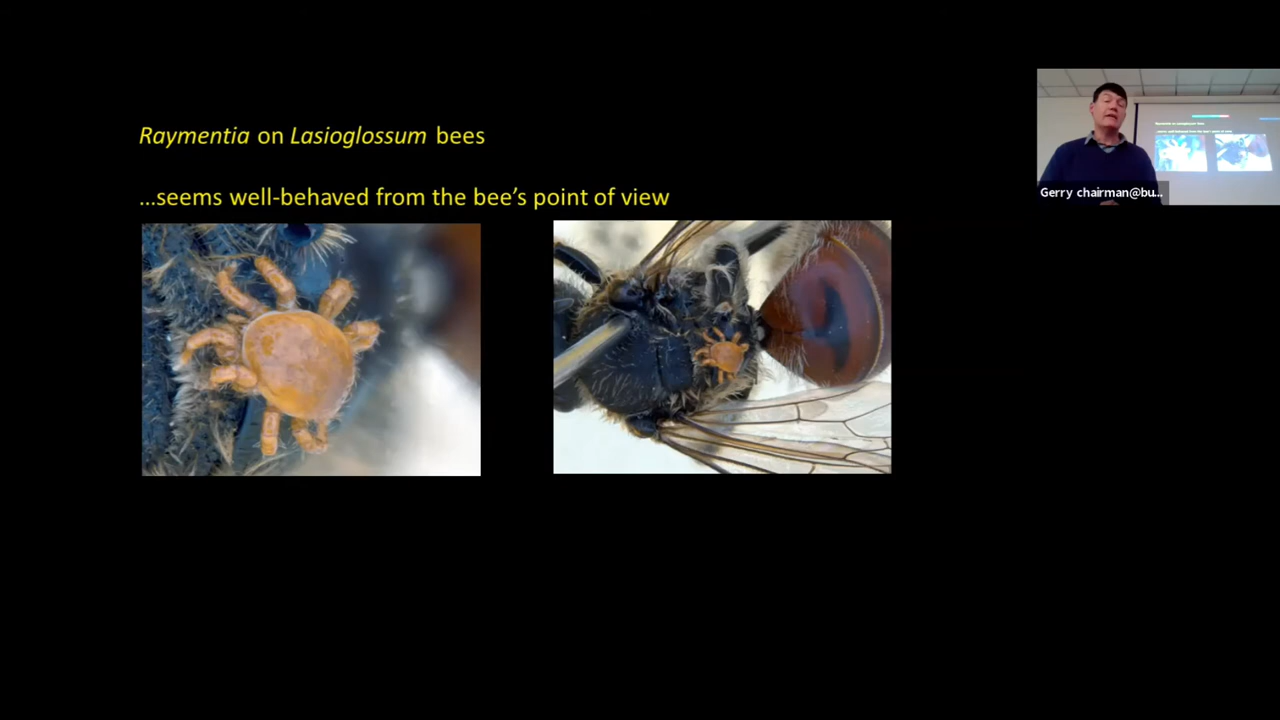 Raymentia on Lasioglossum bees
...seems well-behaved from the bee's point of view
Gerry chairman@bu...